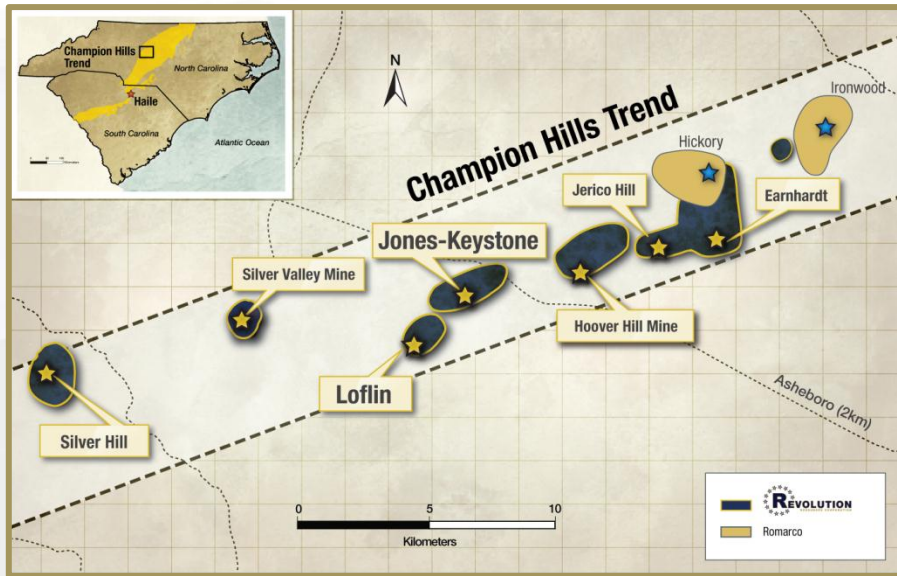 Champion Hills
Trend
North Carolina
Haile
South Carolina
Atlantic Ocean
N
Champion Hills Trend
Ironwood
Hickory
Jerico Hill
Earnhardt
Jones-Keystone
Silver Valley Mine
Hoover Hill Mine
Loflin
Silver Hill
Asheboro (2km)
0
5
10
Kilometers
REVOLUTION
Romarco